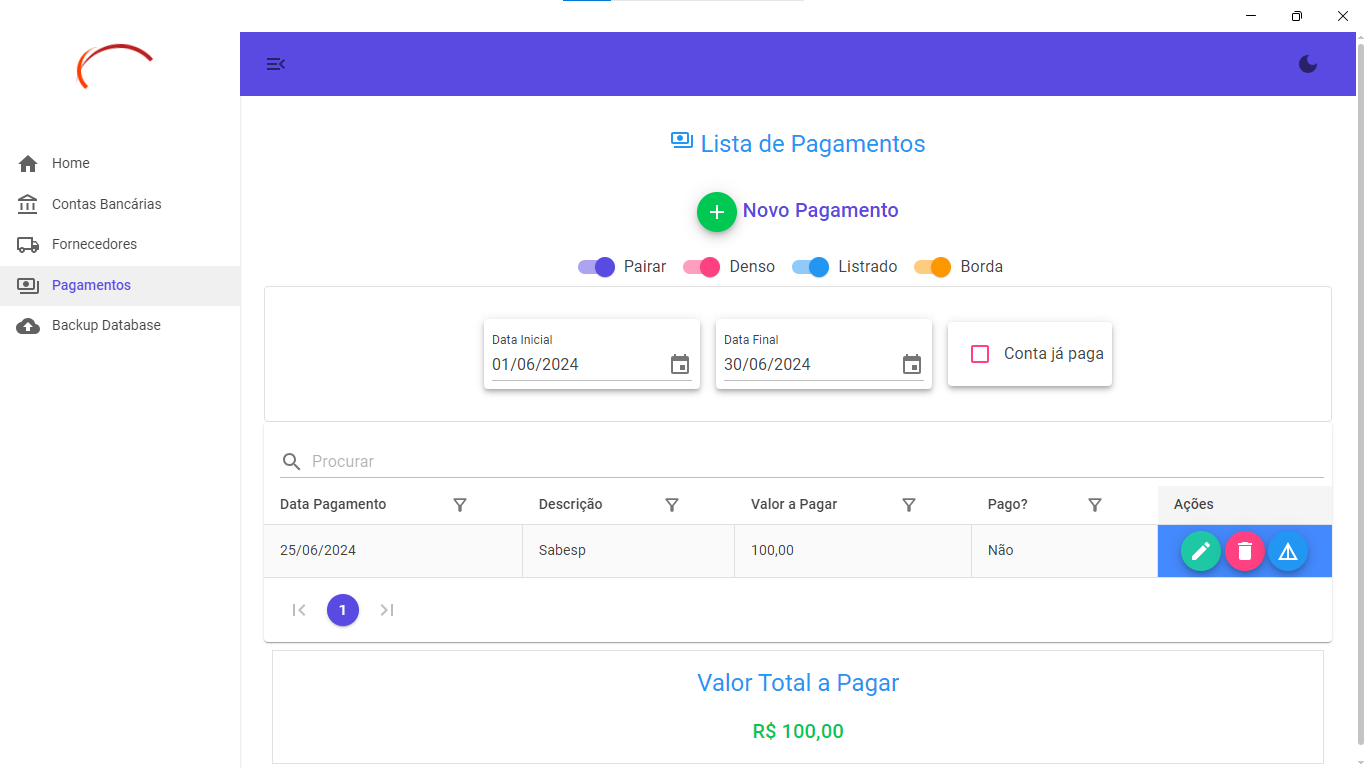 Home
Contas Bancárias
Fornecedores
Pagamentos
Backup Database
Lista de Pagamentos
Novo Pagamento
Pairar Denso Listrado Borda
Data Inicial Data Final
01/06/2024 30/06/2024 Conta já paga
Procurar
Data Pagamento Descrição Valor a Pagar Pago? Ações
25/06/2024 Sabesp 100,00 Não
1
Valor Total a Pagar
R$ 100,00